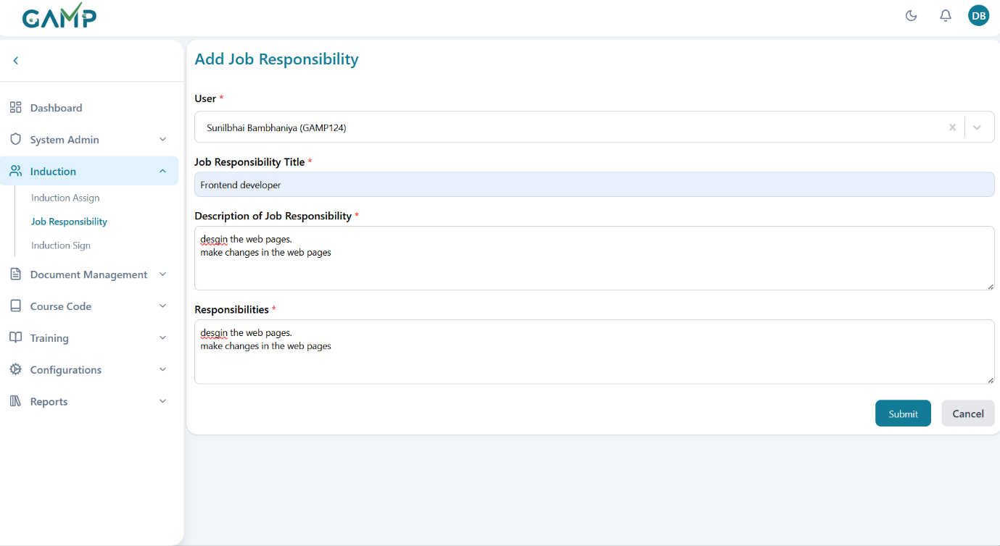 GAMP
DB
Add Job Responsibility
Dashboard
System Admin
Induction
Induction Assign
Job Responsibility
Induction Sign
Document Management
Course Code
Training
Configurations
Reports
User *
Sunilbhai Bambhaniya (GAMP124)
Job Responsibility Title *
Frontend developer
Description of Job Responsibility *
desgin the web pages.
make changes in the web pages
Responsibilities *
desgin the web pages.
make changes in the web pages
Submit
Cancel